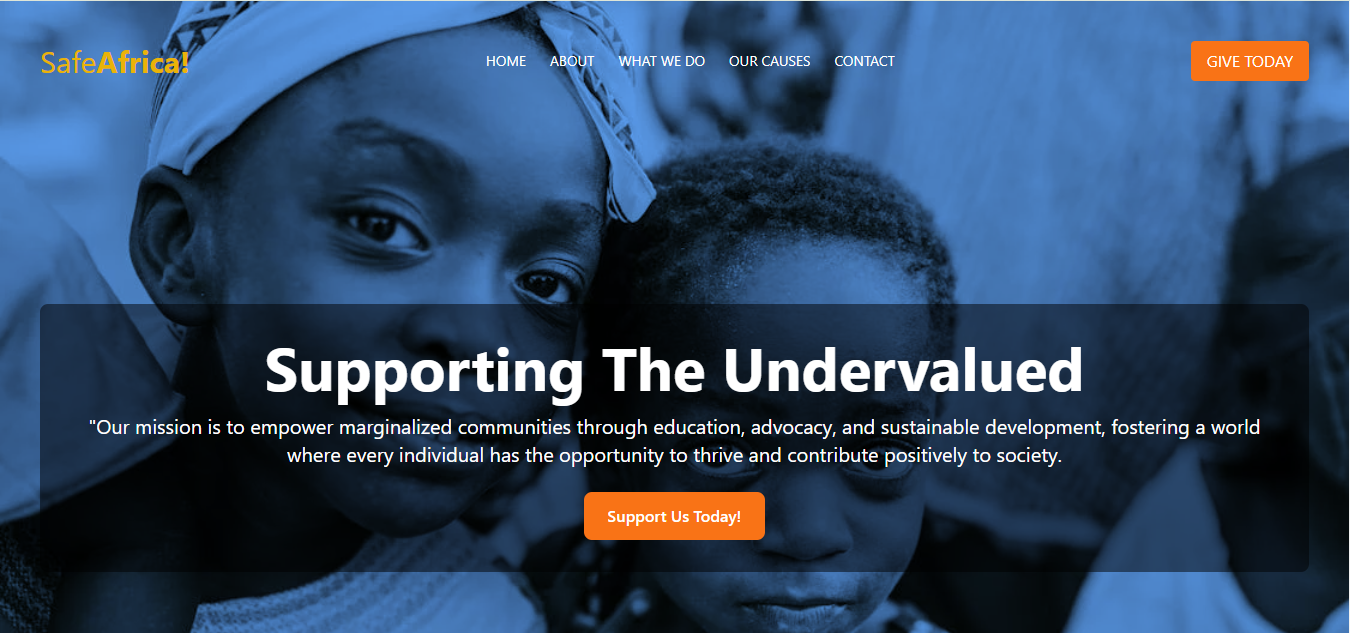 SafeAfrica!
HOME ABOUT WHAT WE DO OUR CAUSES CONTACT
GIVE TODAY
Supporting The Undervalued
"Our mission is to empower marginalized communities through education, advocacy, and sustainable development, fostering a world
where every individual has the opportunity to thrive and contribute positively to society.
Support Us Today!